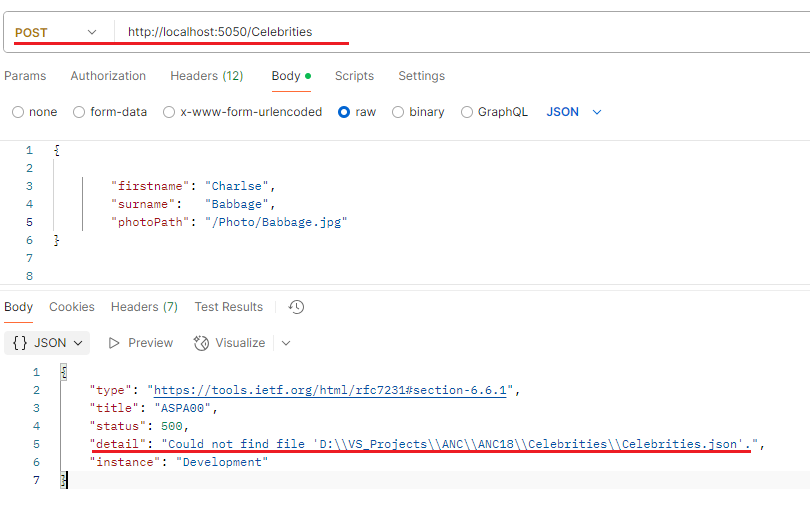 POST http://localhost:5050/Celebrities
Params Authorization Headers (12) Body Scripts Settings
none form-data x-www-form-urlencoded raw binary GraphQL JSON
1 {
2
3 "firstname": "Charlse",
4 "surname": "Babbage",
5 "photoPath": "/Photo/Babbage.jpg"
6 }
7
8
Body Cookies Headers (7) Test Results
{} JSON Preview Visualize
1 {
2 "type": "https://tools.ietf.org/html/rfc7231#section-6.6.1",
3 "title": "ASPA00",
4 "status": 500,
5 "detail": "Could not find file 'D:\\VS_Projects\\ANC\\ANC18\\Celebrities\\Celebrities.json'.",
6 "instance": "Development"
7 }